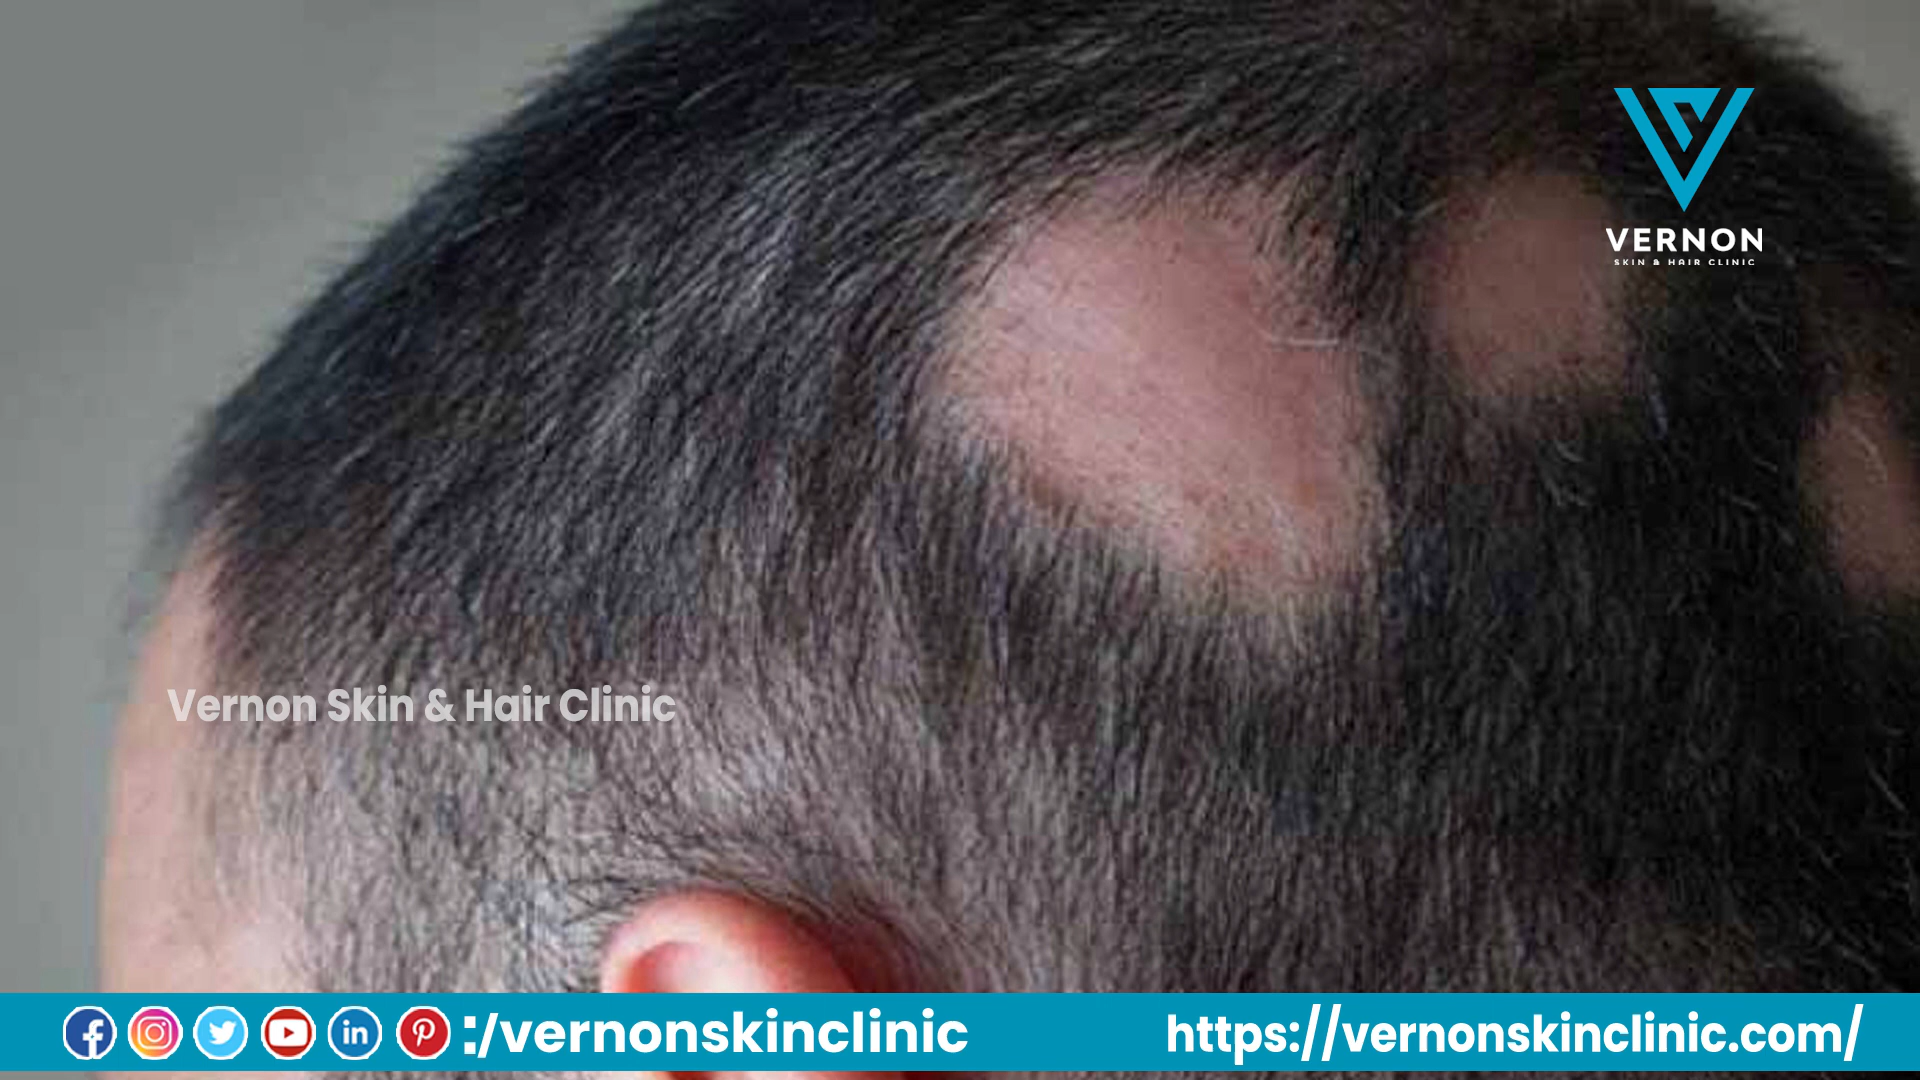 VERNON
SKIN & HAIR CLINIC
Vernon Skin & Hair Clinic
:/vernonskinclinic
https://vernonskinclinic.com/